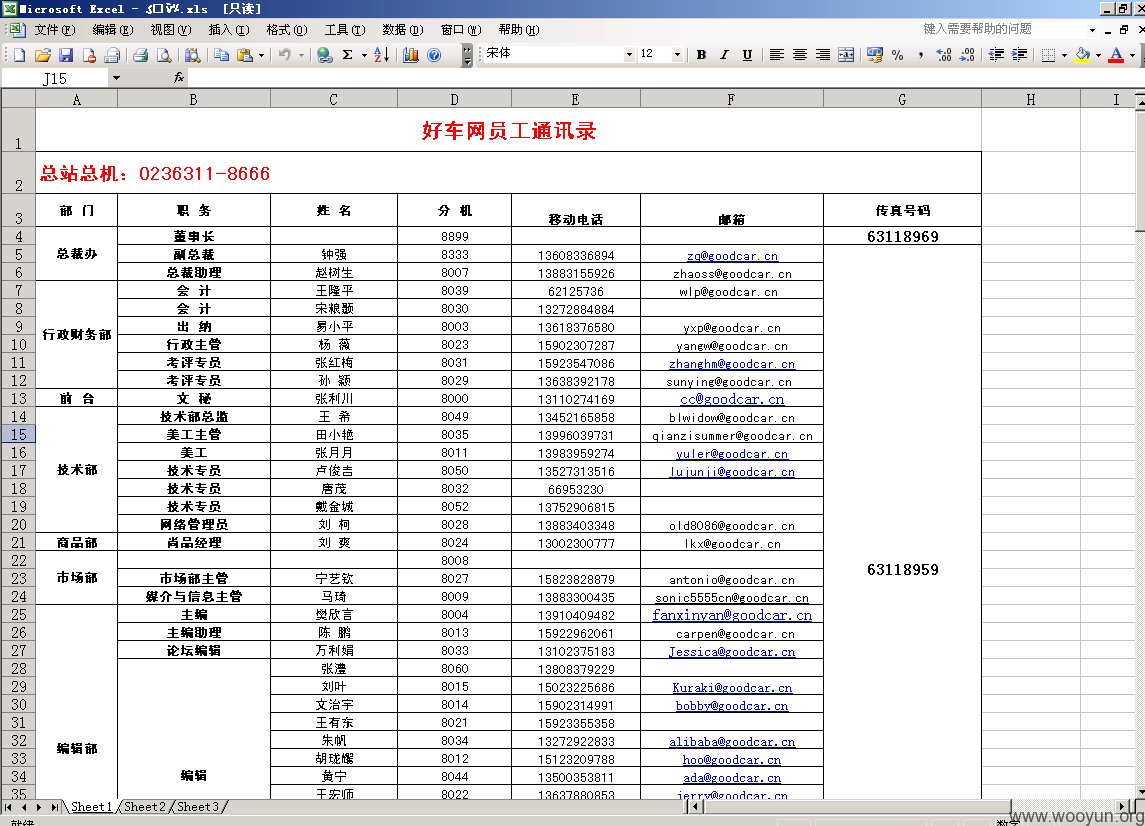 Microsoft Excel - .xls [只读]
文件(F) 编辑(E) 视图(V) 插入(I) 格式(O) 工具(T) 数据(D) 窗口(W) 帮助(H) 键入需要帮助的问题
宋体 12 B I U
J15 fx
A B C D E F G H I
1 好车网员工通讯录
2 总站总机：0236311-8666
3 部 门 职 务 姓 名 分 机 移动电话 邮箱 传真号码
4 董事长 8899 63118969
总裁办
5 副总裁 钟强 8333 13608336894 zq@goodcar.cn
6 总裁助理 赵树生 8007 13883155926 zhaoss@goodcar.cn
7 会 计 王隆平 8039 62125736 wlp@goodcar.cn
8 会 计 宋粮颢 8030 13272884884
9 出 纳 易小平 8003 13618376580 yxp@goodcar.cn
行政财务部
10 行政主管 杨 薇 8023 15902307287 yangw@goodcar.cn
11 考评专员 张红梅 8031 15923547086 zhanghm@goodcar.cn
12 考评专员 孙 颖 8029 13638392178 sunying@goodcar.cn
13 前 台 文 秘 张利川 8000 13110274169 cc@goodcar.cn
14 技术部总监 王 希 8049 13452165858 blwidow@goodcar.cn
15 美工主管 田小艳 8035 13996039731 qianzisummer@goodcar.cn
16 美工 张月月 8011 13983959274 yuler@goodcar.cn
17 技术部 技术专员 卢俊吉 8050 13527313516 lujunji@goodcar.cn
18 技术专员 唐茂 8032 66953230
19 技术专员 戴金城 8052 13752906815
20 网络管理员 刘 柯 8028 13883403348 old8086@goodcar.cn
21 商品部 尚品经理 刘 爽 8024 13002300777 lkx@goodcar.cn
22 8008
63118959
23 市场部 市场部主管 宁艺钦 8027 15823828879 antonio@goodcar.cn
24 媒介与信息主管 马琦 8009 13883300435 sonic5555cn@goodcar.cn
25 主编 樊欣言 8004 13910409482 fanxinyan@goodcar.cn
26 主编助理 陈 鹏 8013 15922962061 carpen@goodcar.cn
27 论坛编辑 万利娟 8033 13102375183 Jessica@goodcar.cn
28 张澧 8060 13808379229
29 刘叶 8015 15023225686 Kuraki@goodcar.cn
30 文治宇 8014 15902314991 bobby@goodcar.cn
31 王有东 8021 15923355358
32 朱帆 8034 13272922833 alibaba@goodcar.cn
编辑部
33 胡珑 8012 15123209788 hoo@goodcar.cn
34 编辑 黄宁 8044 13500353811 ada@goodcar.cn
35 王宏师 8022 13637880853 jerry@goodcar.cn
Sheet1 Sheet2 Sheet3
就绪 数字
www.wooyun.org